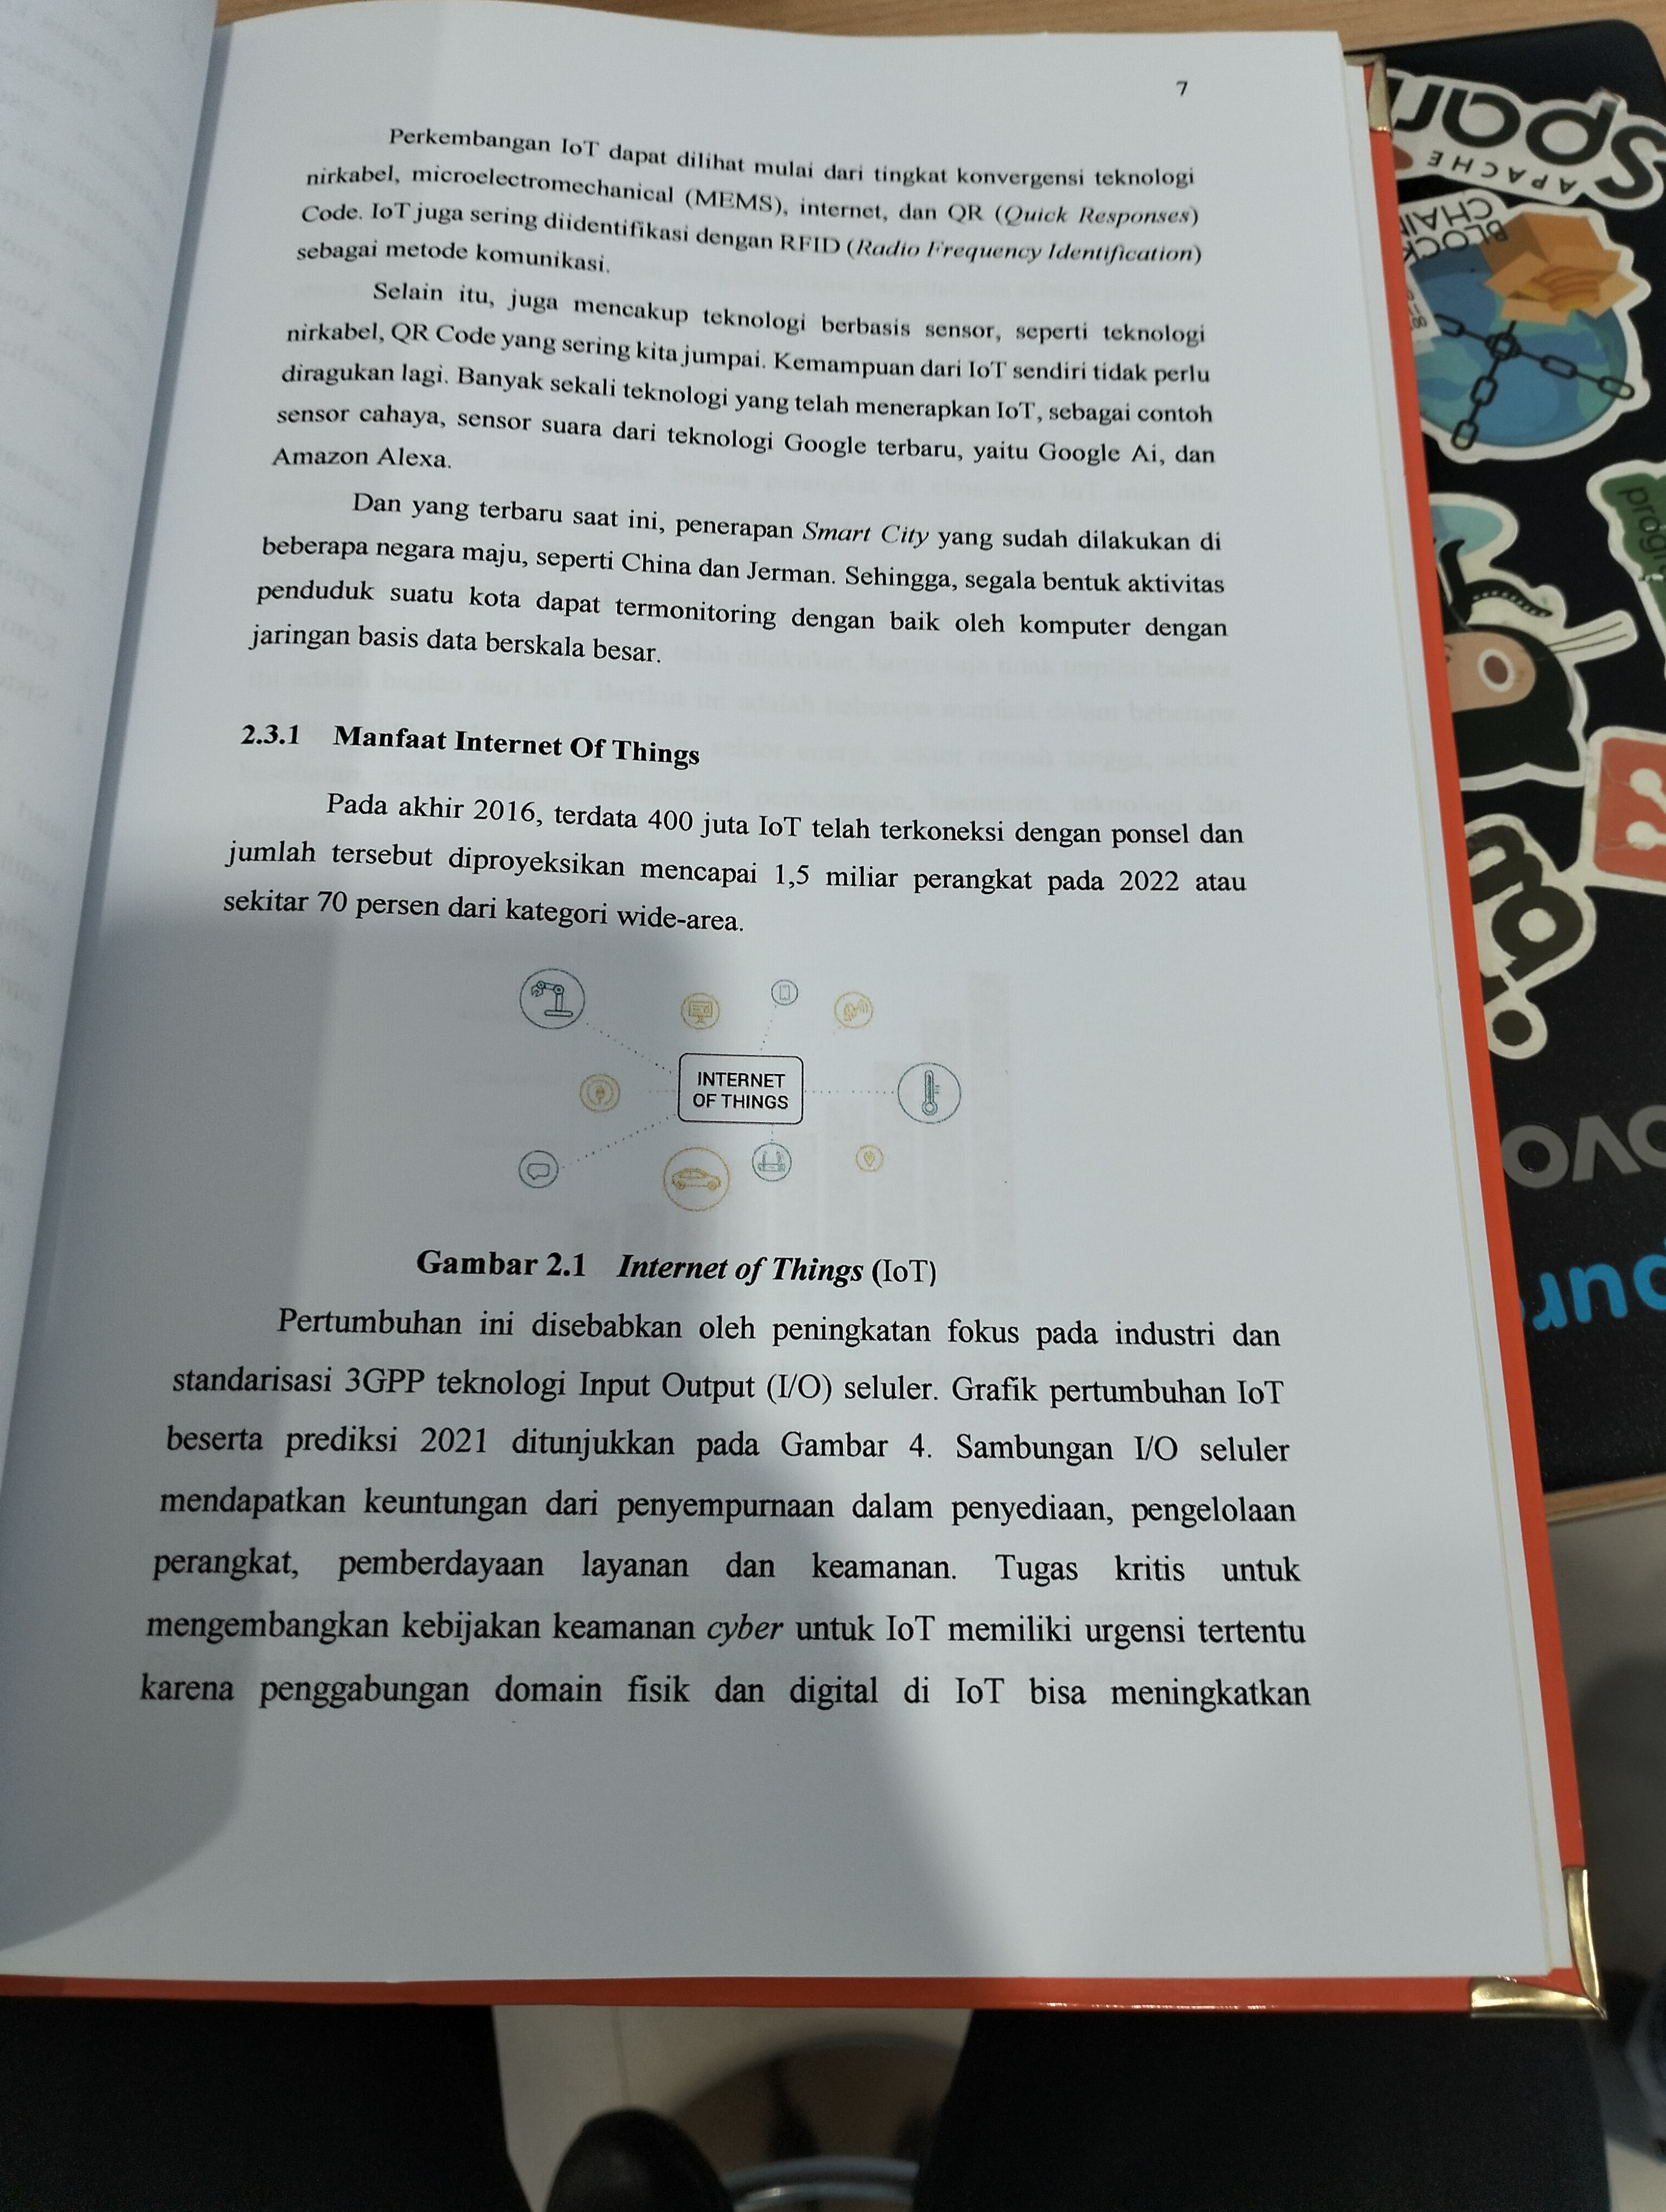 7
Perkembangan IoT dapat dilihat mulai dari tingkat konvergensi teknologi
nirkabel, microelectromechanical (MEMS), internet, dan QR (Quick Responses)
Code. IoT juga sering diidentifikasi dengan RFID (Radio Frequency Identification)
sebagai metode komunikasi.
Selain itu, juga mencakup teknologi berbasis sensor, seperti teknologi
nirkabel, QR Code yang sering kita jumpai. Kemampuan dari IoT sendiri tidak perlu
diragukan lagi. Banyak sekali teknologi yang telah menerapkan IoT, sebagai contoh
sensor cahaya, sensor suara dari teknologi Google terbaru, yaitu Google Ai, dan
Amazon Alexa.
Dan yang terbaru saat ini, penerapan Smart City yang sudah dilakukan di
beberapa negara maju, seperti China dan Jerman. Sehingga, segala bentuk aktivitas
penduduk suatu kota dapat termonitoring dengan baik oleh komputer dengan
jaringan basis data berskala besar.
2.3.1 Manfaat Internet Of Things
Pada akhir 2016, terdata 400 juta IoT telah terkoneksi dengan ponsel dan
jumlah tersebut diproyeksikan mencapai 1,5 miliar perangkat pada 2022 atau
sekitar 70 persen dari kategori wide-area.
INTERNET
OF THINGS
Gambar 2.1 Internet of Things (IoT)
Pertumbuhan ini disebabkan oleh peningkatan fokus pada industri dan
standarisasi 3GPP teknologi Input Output (I/O) seluler. Grafik pertumbuhan IoT
beserta prediksi 2021 ditunjukkan pada Gambar 4. Sambungan I/O seluler
mendapatkan keuntungan dari penyempurnaan dalam penyediaan, pengelolaan
perangkat, pemberdayaan layanan dan keamanan. Tugas kritis untuk
mengembangkan kebijakan keamanan cyber untuk IoT memiliki urgensi tertentu
karena penggabungan domain fisik dan digital di IoT bisa meningkatkan
APACHE
Spar
BLOCK
CHAI